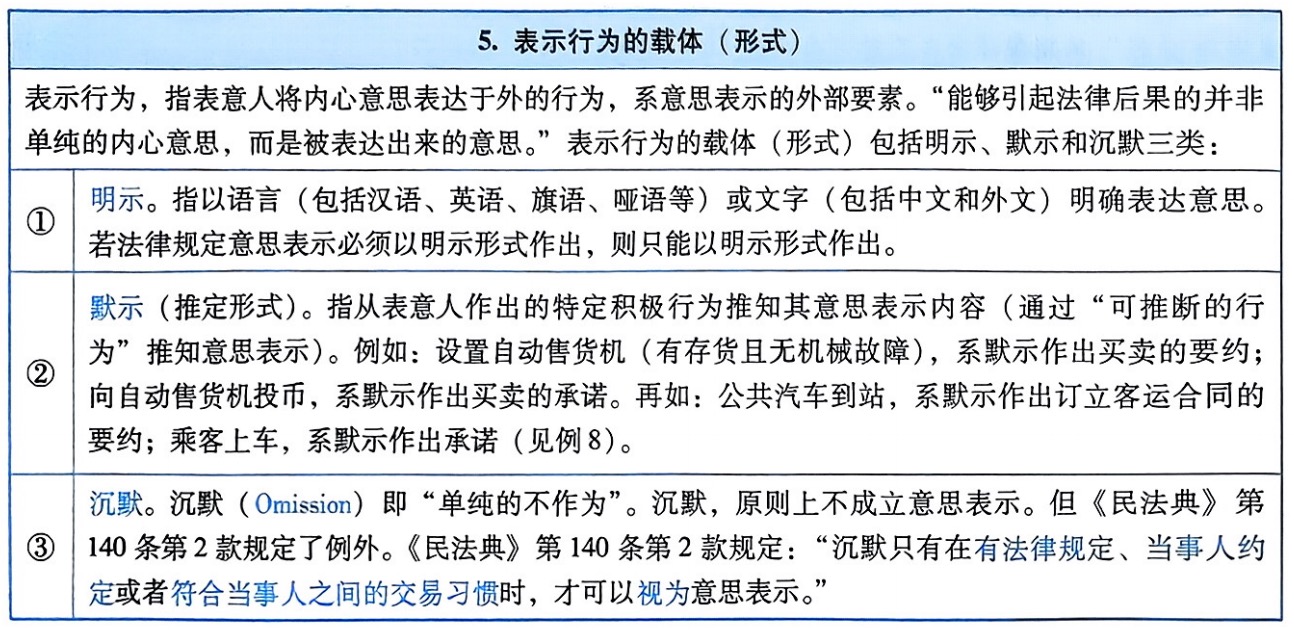 5. 表示行为的载体（形式）
表示行为，指表意人将内心意思表达于外的行为，系意思表示的外部要素。“能够引起法律后果的并非
单纯的内心意思，而是被表达出来的意思。”表示行为的载体（形式）包括明示、默示和沉默三类：
①
明示。指以语言（包括汉语、英语、旗语、哑语等）或文字（包括中文和外文）明确表达意思。
若法律规定意思表示必须以明示形式作出，则只能以明示形式作出。
②
默示（推定形式）。指从表意人作出的特定积极行为推知其意思表示内容（通过“可推断的行
为”推知意思表示）。例如：设置自动售货机（有存货且无机械故障），系默示作出买卖的要约；
向自动售货机投币，系默示作出买卖的承诺。再如：公共汽车到站，系默示作出订立客运合同的
要约；乘客上车，系默示作出承诺（见例8）。
③
沉默。沉默（Omission）即“单纯的不作为”。沉默，原则上不成立意思表示。但《民法典》第
140条第2款规定了例外。《民法典》第140条第2款规定：“沉默只有在有法律规定、当事人约
定或者符合当事人之间的交易习惯时，才可以视为意思表示。”